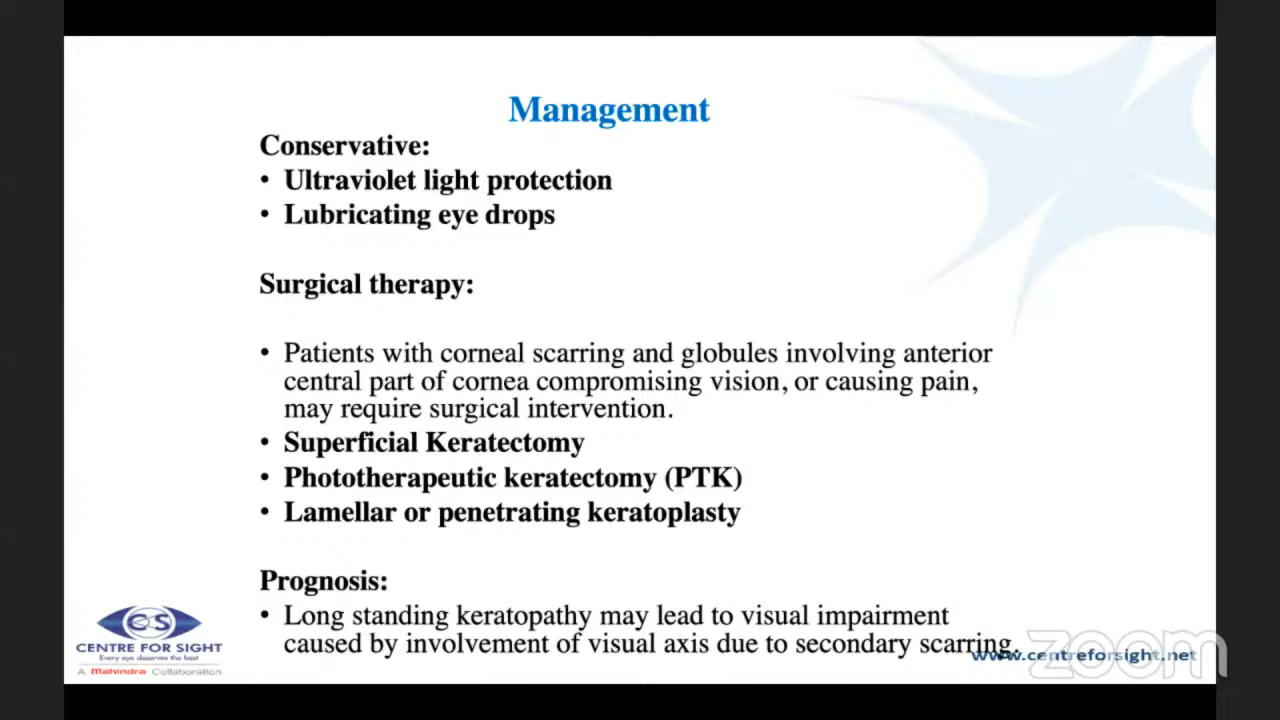 Management
Conservative:
• Ultraviolet light protection
• Lubricating eye drops
Surgical therapy:
• Patients with corneal scarring and globules involving anterior
central part of cornea compromising vision, or causing pain,
may require surgical intervention.
• Superficial Keratectomy
• Phototherapeutic keratectomy (PTK)
• Lamellar or penetrating keratoplasty
Prognosis:
• Long standing keratopathy may lead to visual impairment
caused by involvement of visual axis due to secondary scarring.
CS
CENTRE FOR SIGHT
Every eye deserves the best
A Mahindra Collaboration
www.centreforsight.net
zoom